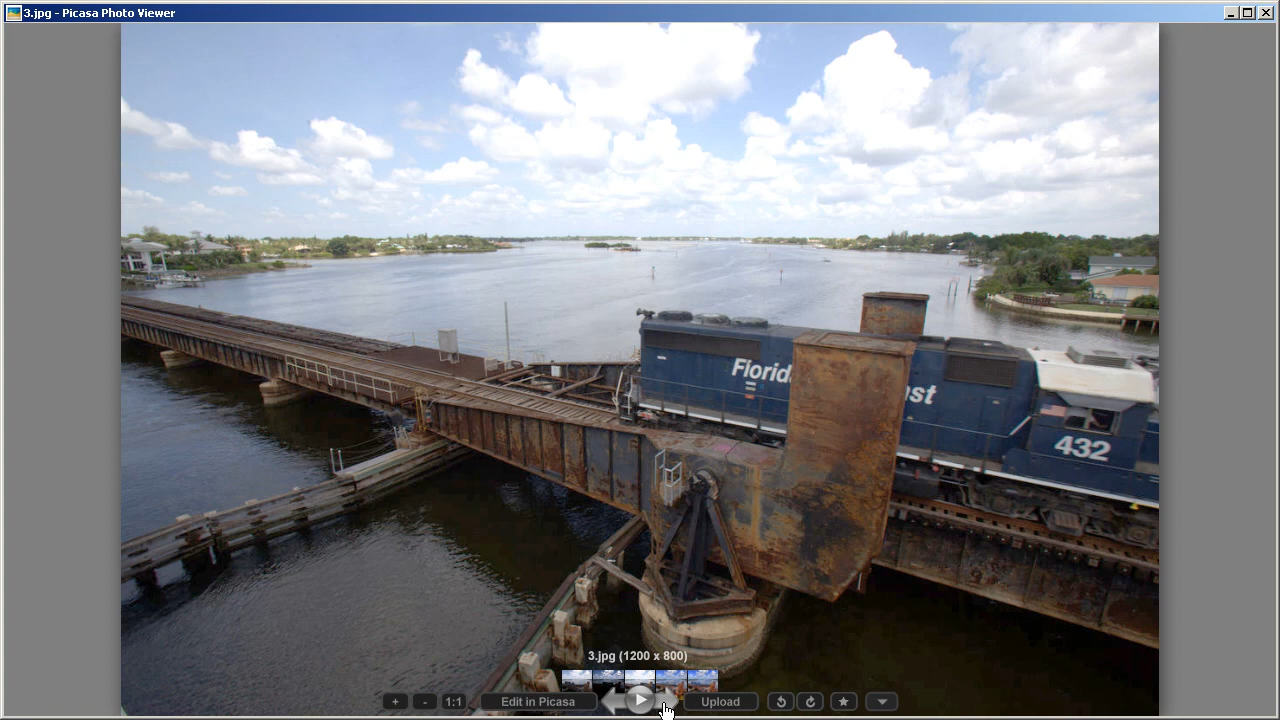 3.jpg - Picasa Photo Viewer
Florid
ast
432
3.jpg (1200 x 800)
+ - 1:1 Edit in Picasa Upload